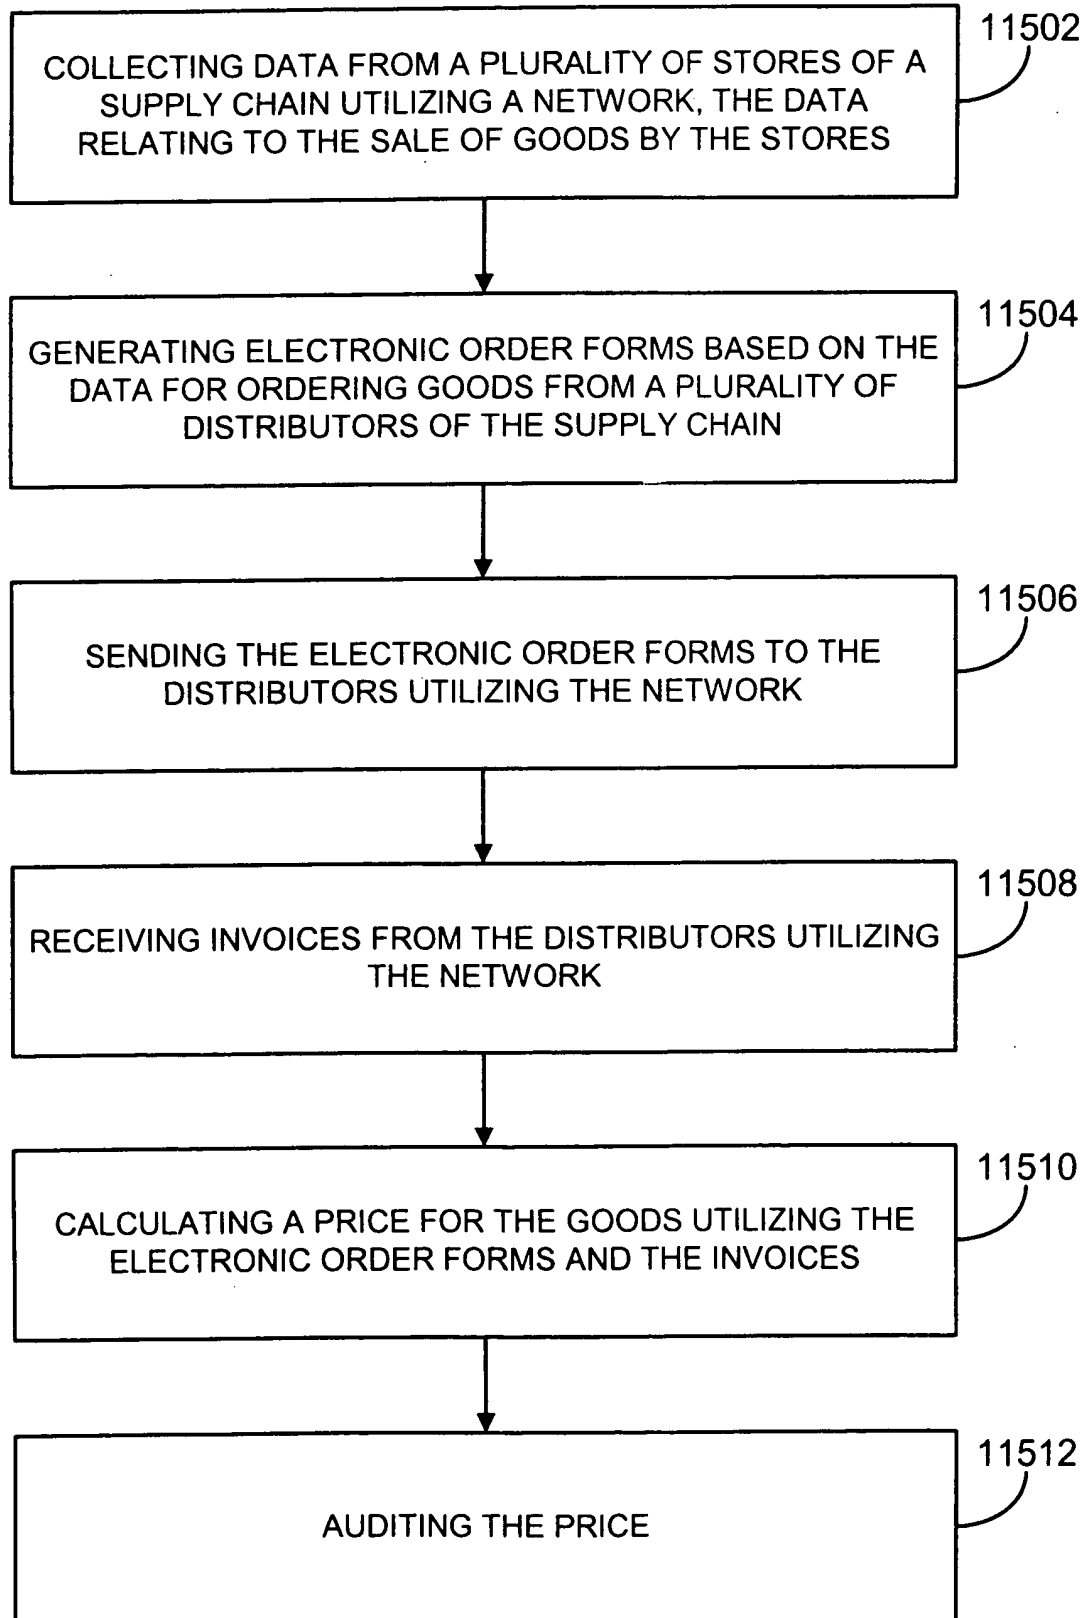 11502
COLLECTING DATA FROM A PLURALITY OF STORES OF A
SUPPLY CHAIN UTILIZING A NETWORK, THE DATA
RELATING TO THE SALE OF GOODS BY THE STORES
11504
GENERATING ELECTRONIC ORDER FORMS BASED ON THE
DATA FOR ORDERING GOODS FROM A PLURALITY OF
DISTRIBUTORS OF THE SUPPLY CHAIN
11506
SENDING THE ELECTRONIC ORDER FORMS TO THE
DISTRIBUTORS UTILIZING THE NETWORK
11508
RECEIVING INVOICES FROM THE DISTRIBUTORS UTILIZING
THE NETWORK
11510
CALCULATING A PRICE FOR THE GOODS UTILIZING THE
ELECTRONIC ORDER FORMS AND THE INVOICES
11512
AUDITING THE PRICE